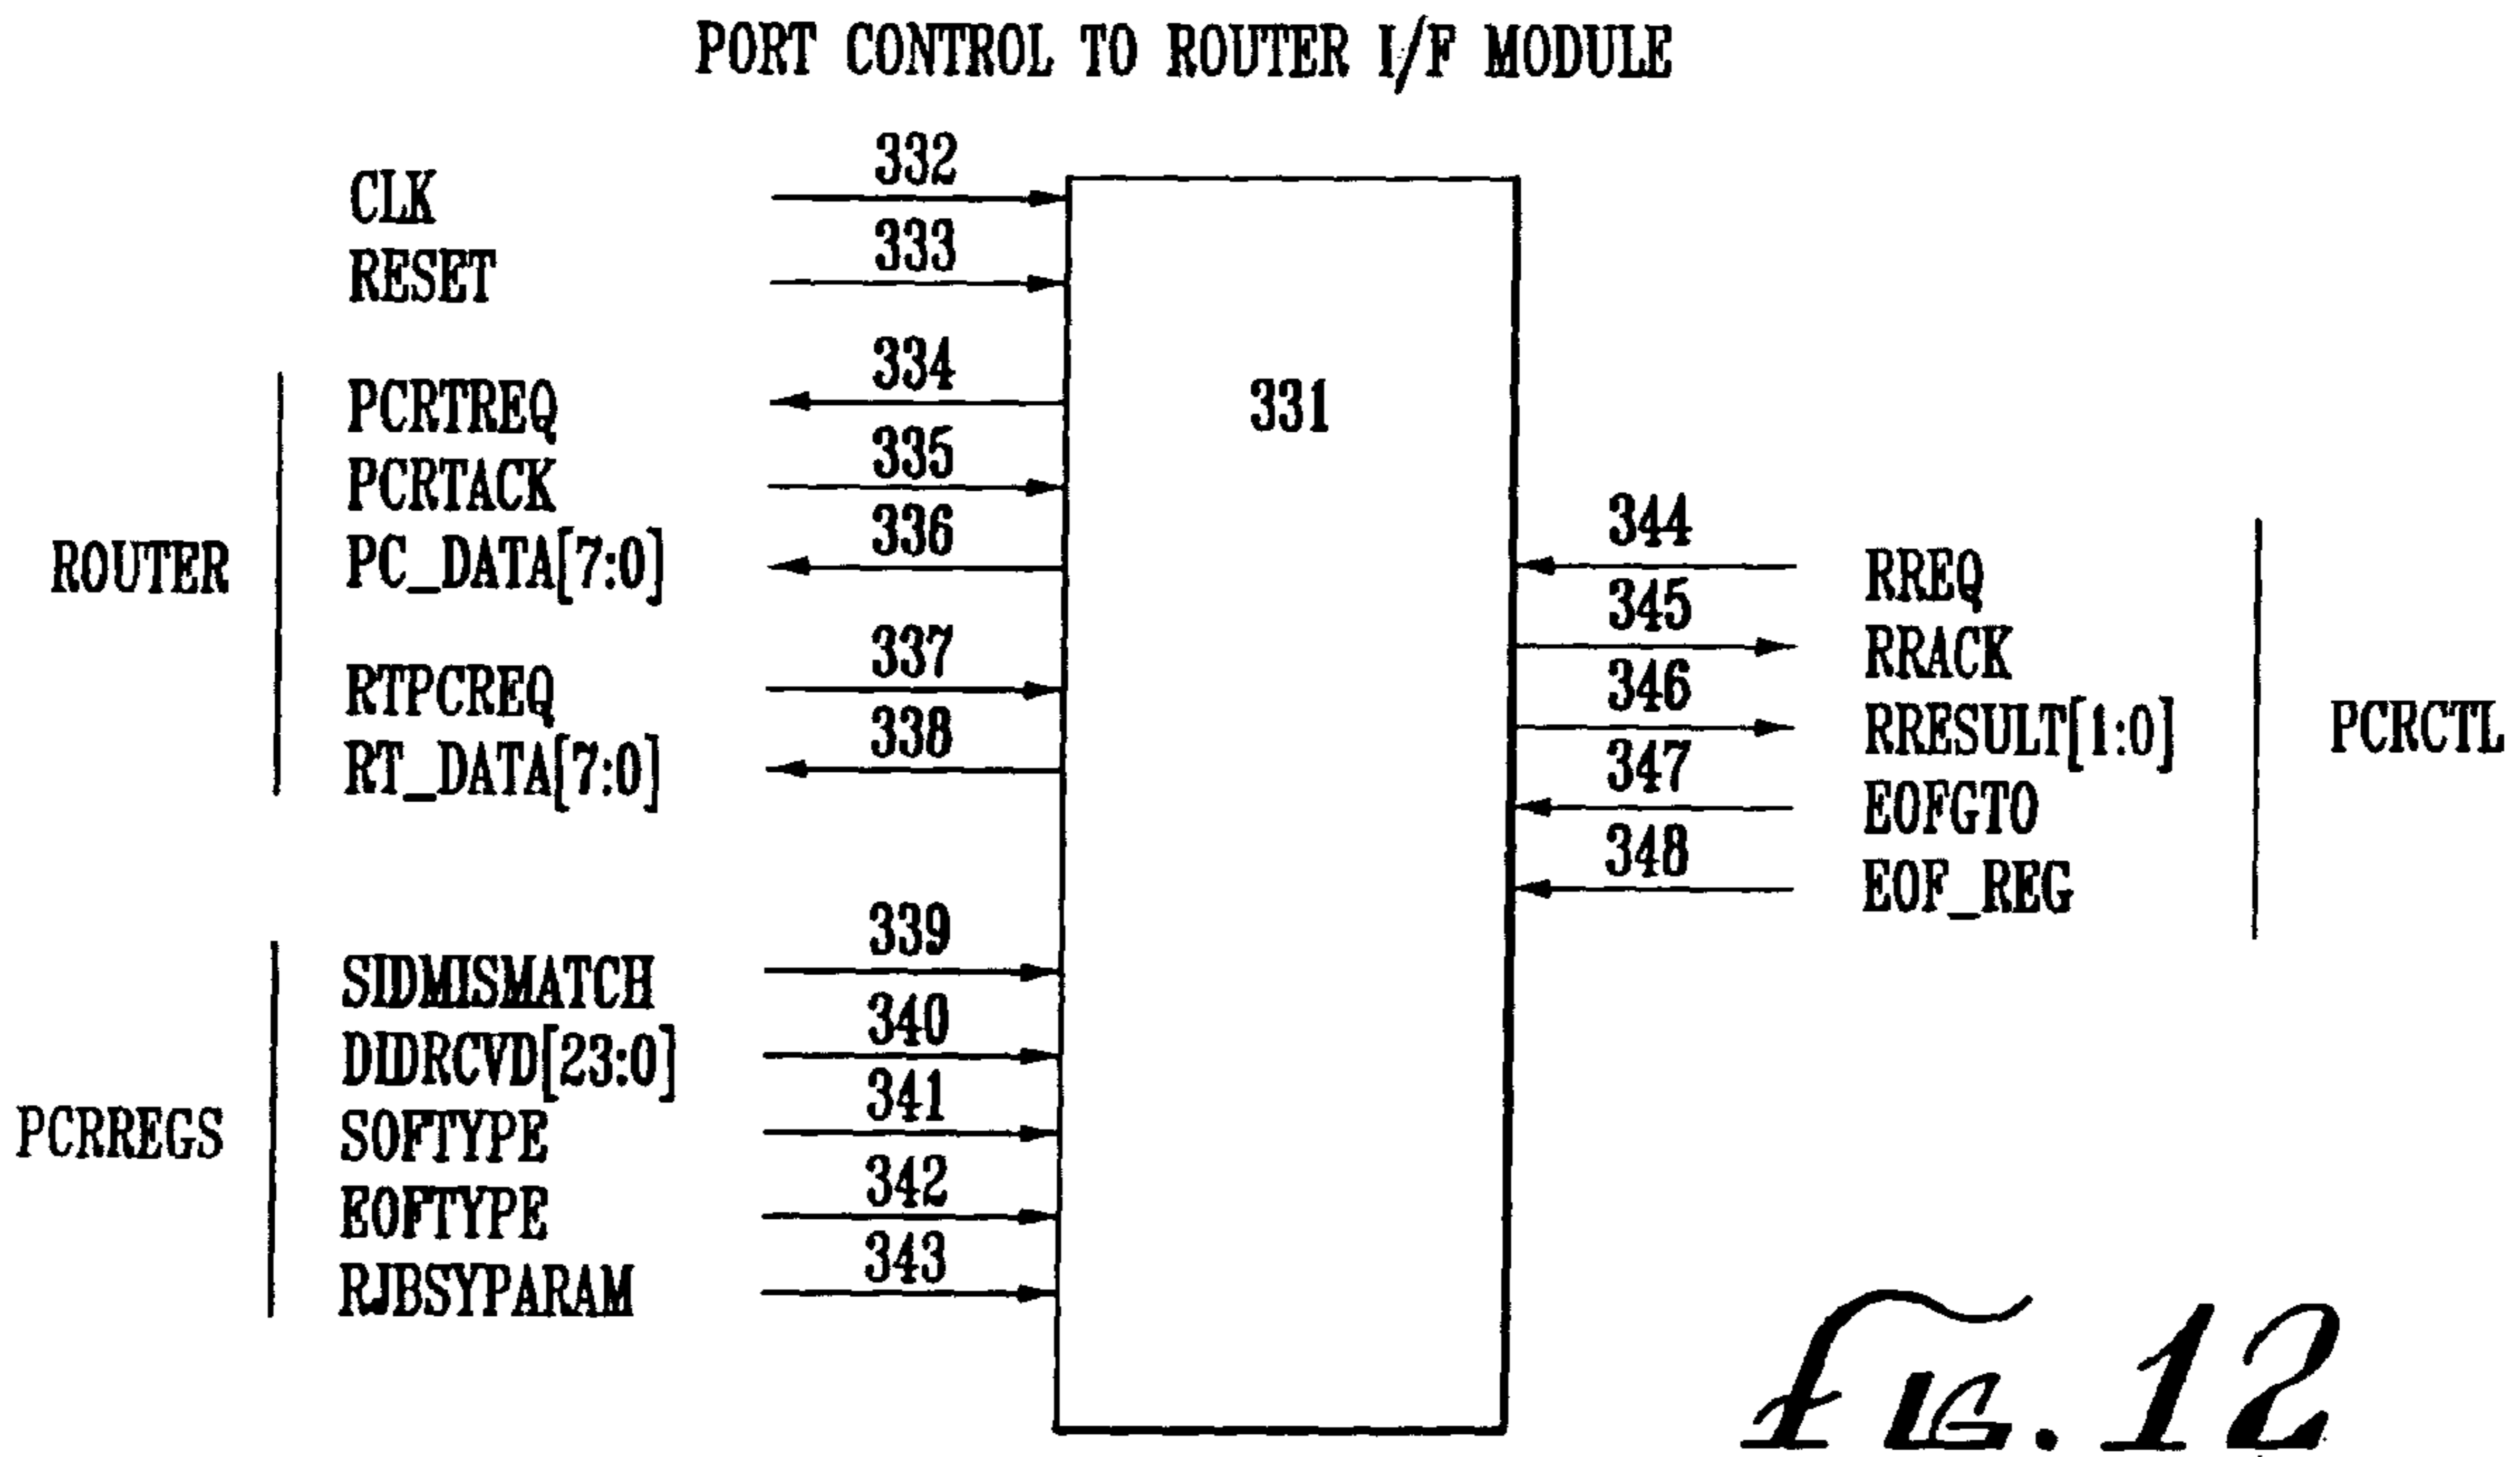 PORT CONTROL TO ROUTER I/F MODULE
332
CLK
333
RESET
334
PCRTREQ
331
335
PCRTACK
336
ROUTER
PC_DATA[7:0]
337
RTPCREQ
338
RT_DATA[7:0]
344
RREQ
345
RRACK
346
RRESULT[1:0]
PCRCTL
347
EOFGTO
348
EOF_REG
339
SIDMISMATCH
340
DIDRCVD[23:0]
341
PCRREGS
SOFTYPE
342
EOFTYPE
343
RJBSYPARAM
FIG. 12